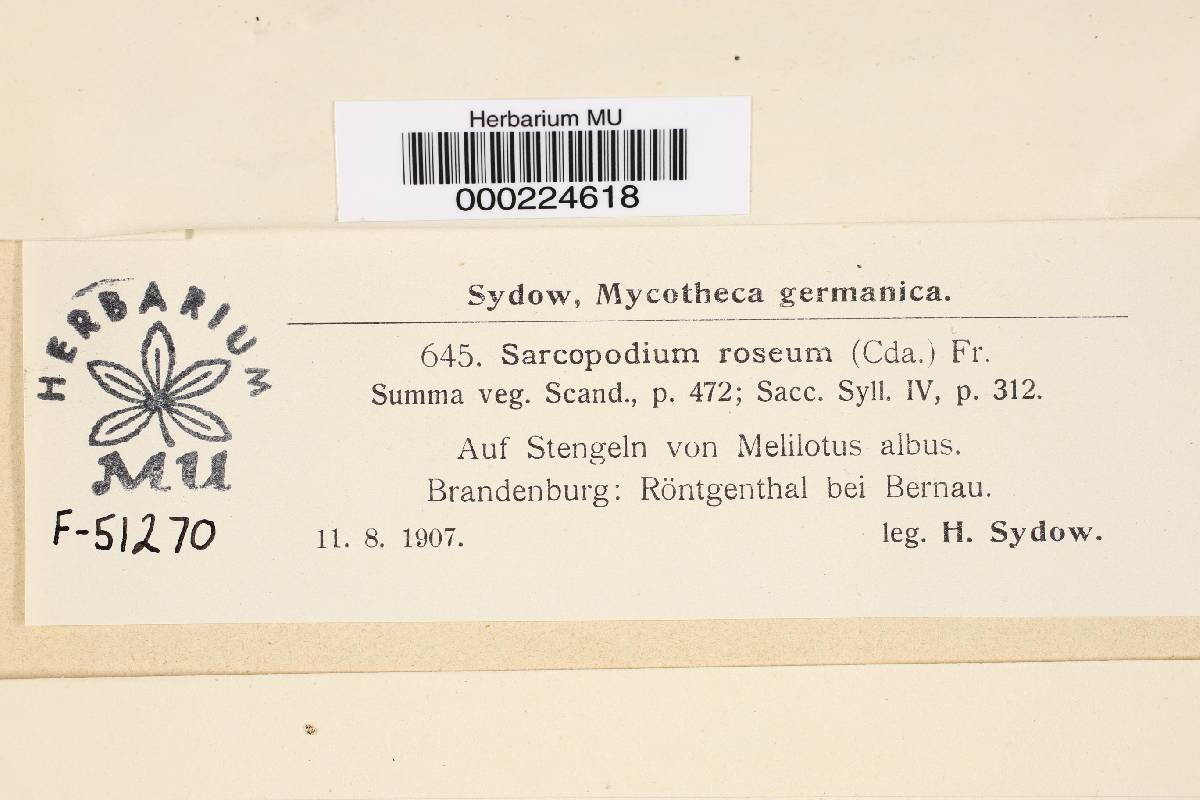 Herbarium MU
000224618
HERBARIUM
MU
F-51270
Sydow, Mycotheca germanica.
645. Sarcopodium roseum (Cda.) Fr.
Summa veg. Scand., p. 472; Sacc. Syll. IV, p. 312.
Auf Stengeln von Melilotus albus.
Brandenburg: Röntgenthal bei Bernau.
11. 8. 1907. leg. H. Sydow.